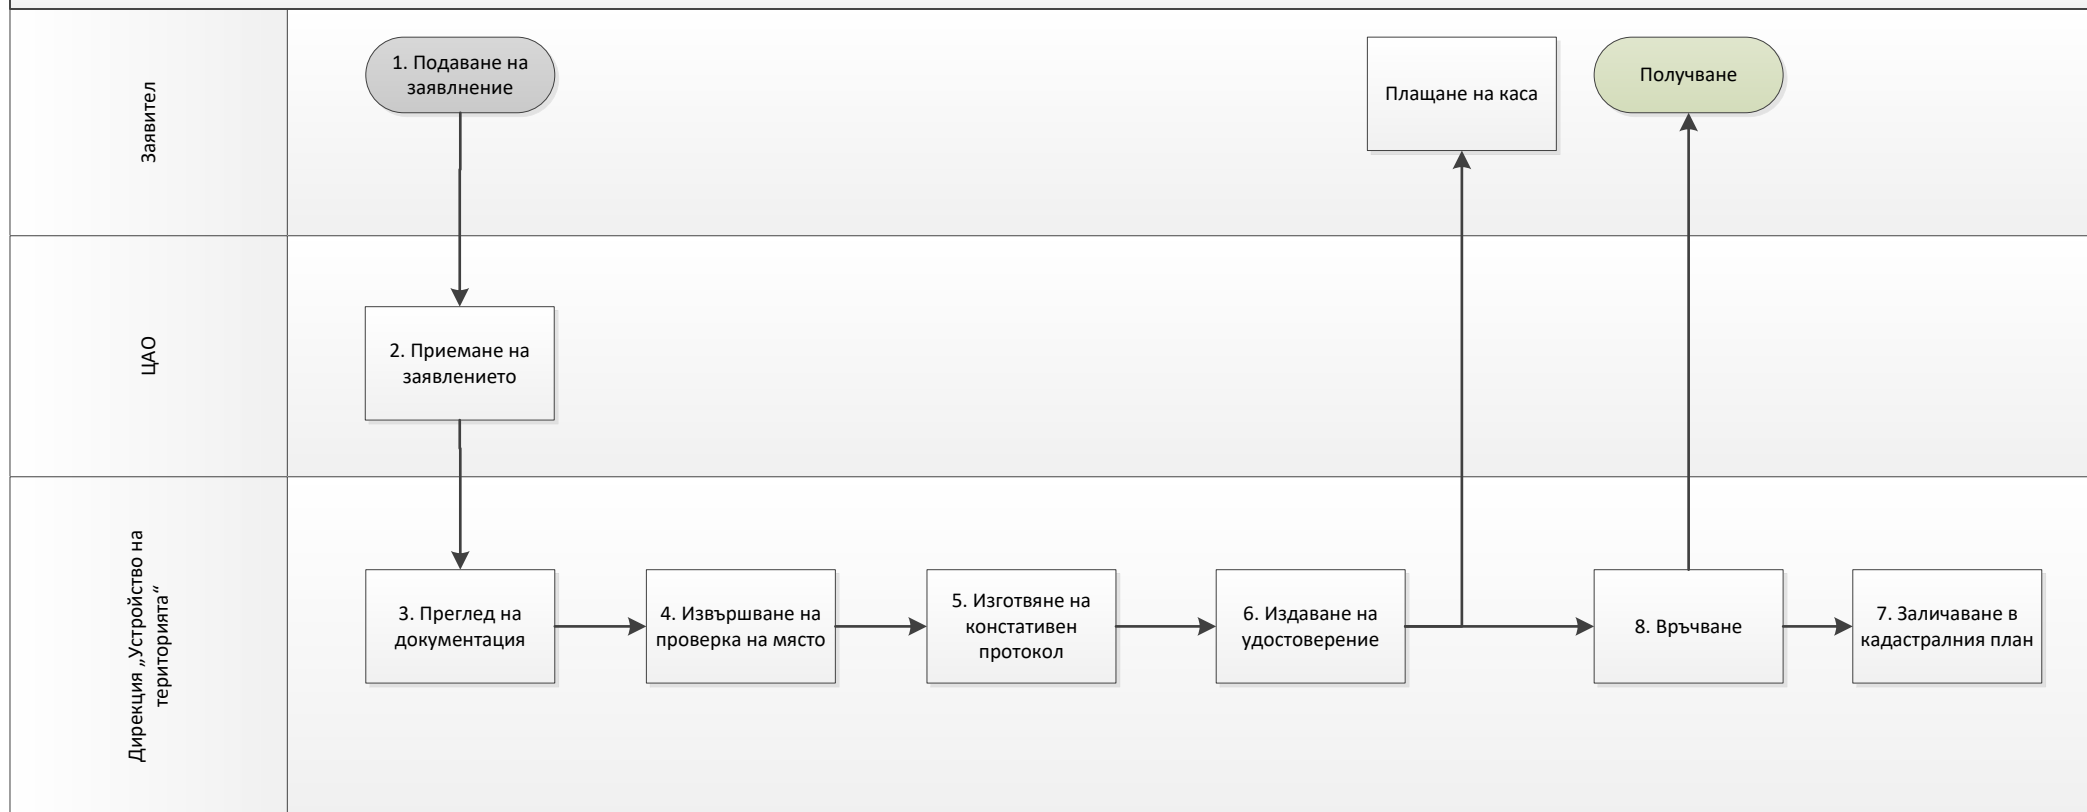 Заявител
1. Подаване на
заявлнение
Плащане на каса
Получване
ЦАО
2. Приемане на
заявлението
Дирекция „Устройство на
територията“
3. Преглед на
документация
4. Извършване на
проверка на място
5. Изготвяне на
констативен
протокол
6. Издаване на
удостоверение
8. Връчване
7. Заличаване в
кадастралния план